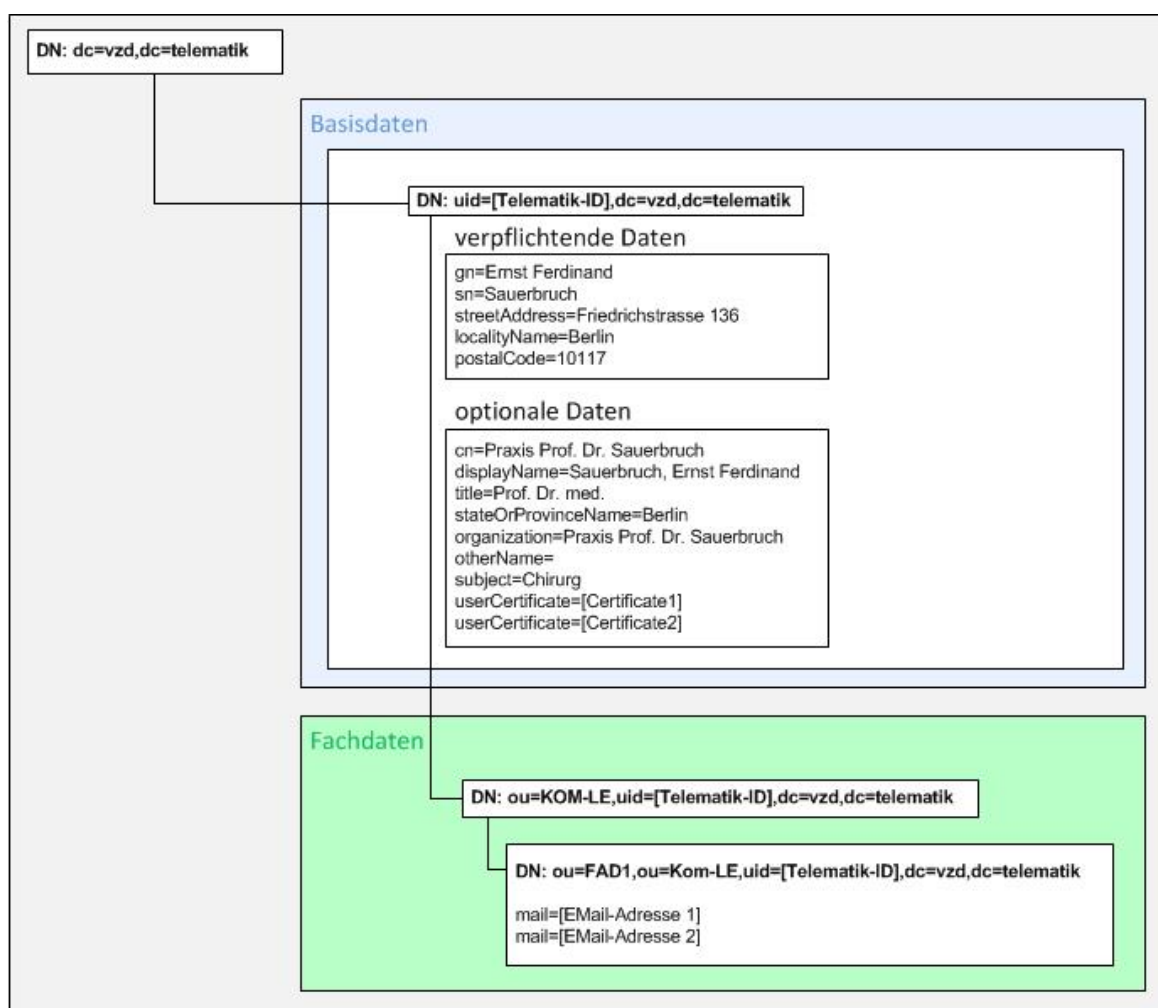 DN: dc=vzd,dc=telematik
Basisdaten
DN: uid=[Telematik-ID],dc=vzd,dc=telematik
verpflichtende Daten
gn=Ernst Ferdinand
sn=Sauerbruch
streetAddress=Friedrichstrasse 136
localityName=Berlin
postalCode=10117
optionale Daten
cn=Praxis Prof. Dr. Sauerbruch
displayName=Sauerbruch, Ernst Ferdinand
title=Prof. Dr. med.
stateOrProvinceName=Berlin
organization=Praxis Prof. Dr. Sauerbruch
otherName=
subject=Chirurg
userCertificate=[Certificate1]
userCertificate=[Certificate2]
Fachdaten
DN: ou=KOM-LE,uid=[Telematik-ID],dc=vzd,dc=telematik
DN: ou=FAD1,ou=Kom-LE,uid=[Telematik-ID],dc=vzd,dc=telematik
mail=[EMail-Adresse 1]
mail=[EMail-Adresse 2]